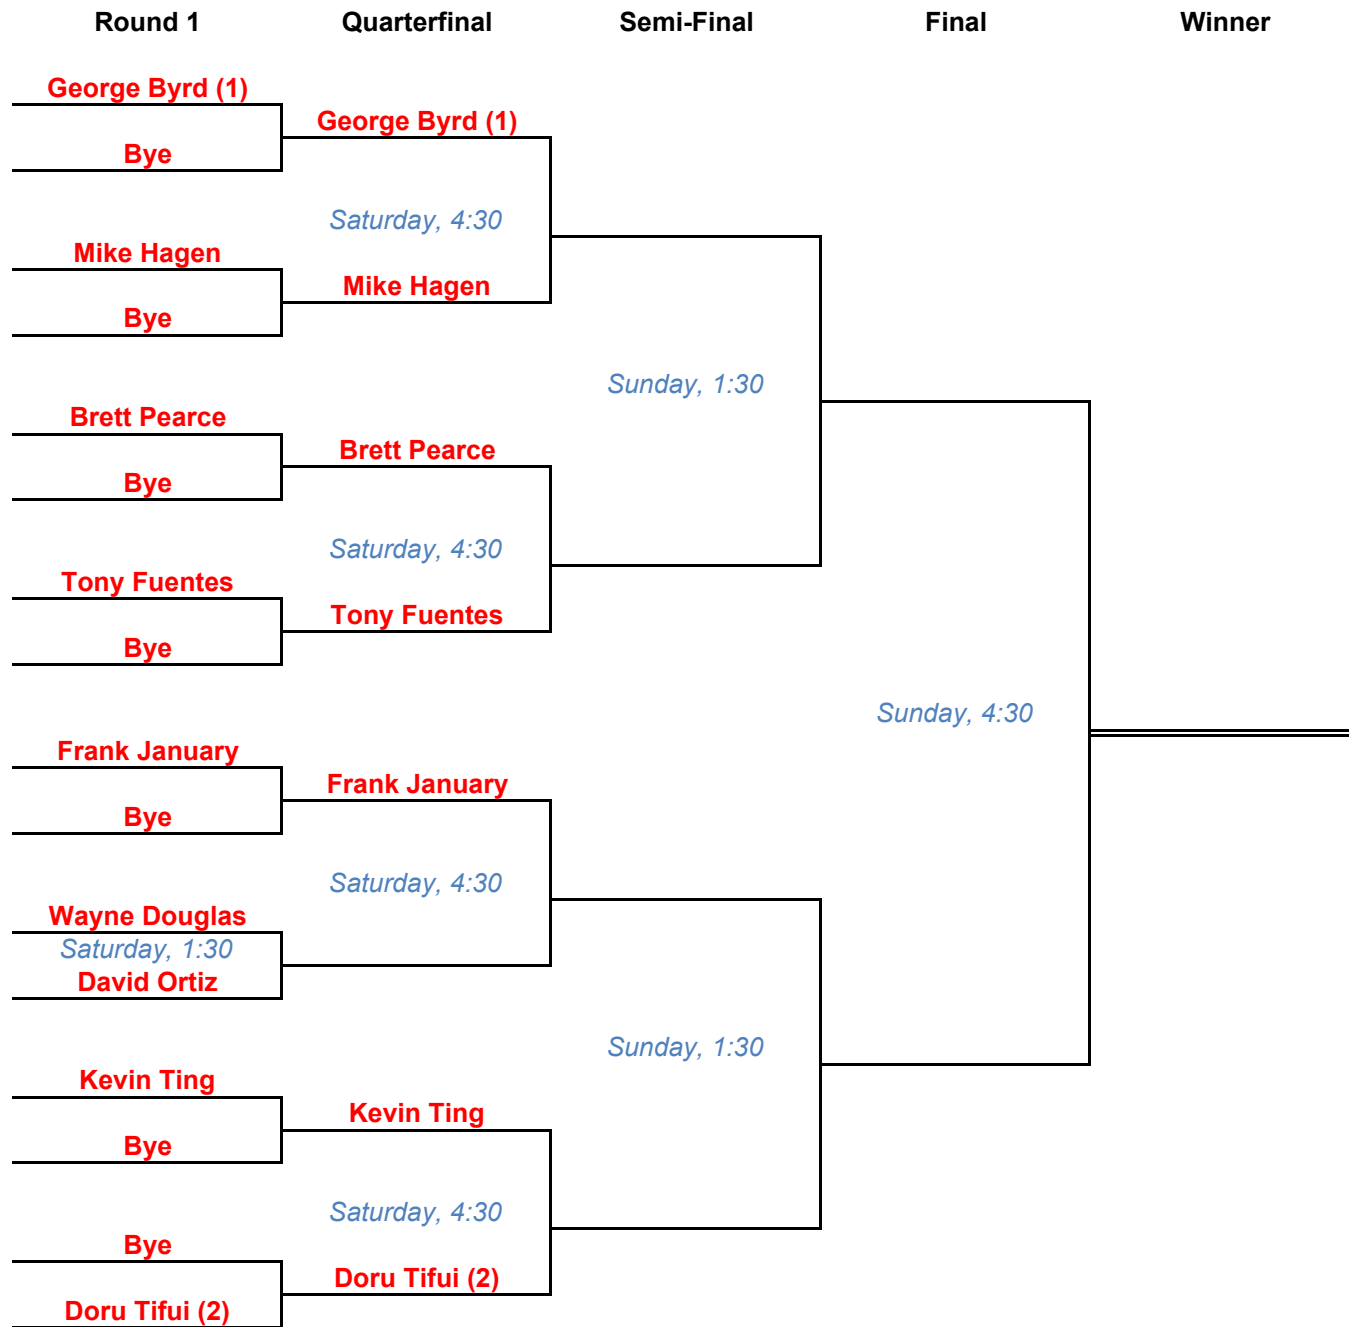 Round 1 Quarterfinal Semi-Final Final Winner
George Byrd (1)
George Byrd (1)
Bye
Saturday, 4:30
Mike Hagen
Mike Hagen
Bye
Sunday, 1:30
Brett Pearce
Brett Pearce
Bye
Saturday, 4:30
Tony Fuentes
Tony Fuentes
Bye
Sunday, 4:30
Frank January
Frank January
Bye
Saturday, 4:30
Wayne Douglas
Saturday, 1:30
David Ortiz
Sunday, 1:30
Kevin Ting
Kevin Ting
Bye
Saturday, 4:30
Bye
Doru Tifui (2)
Doru Tifui (2)